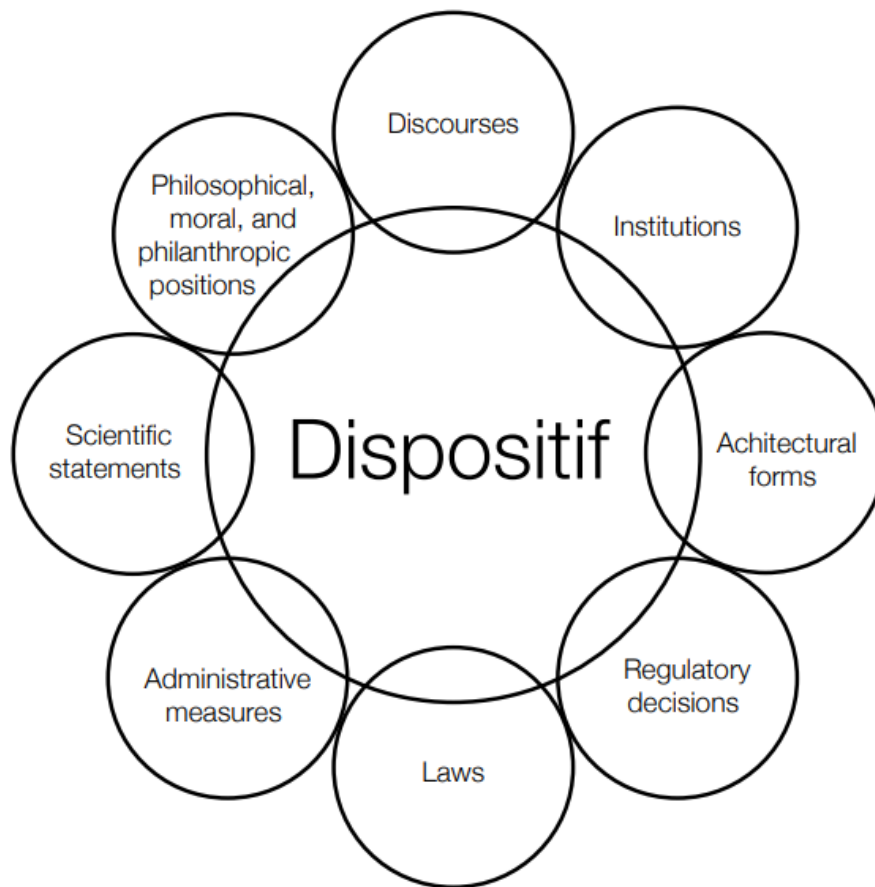 Discourses
Institutions
Achitectural
forms
Regulatory
decisions
Laws
Administrative
measures
Scientific
statements
Philosophical,
moral, and
philanthropic
positions
Dispositif